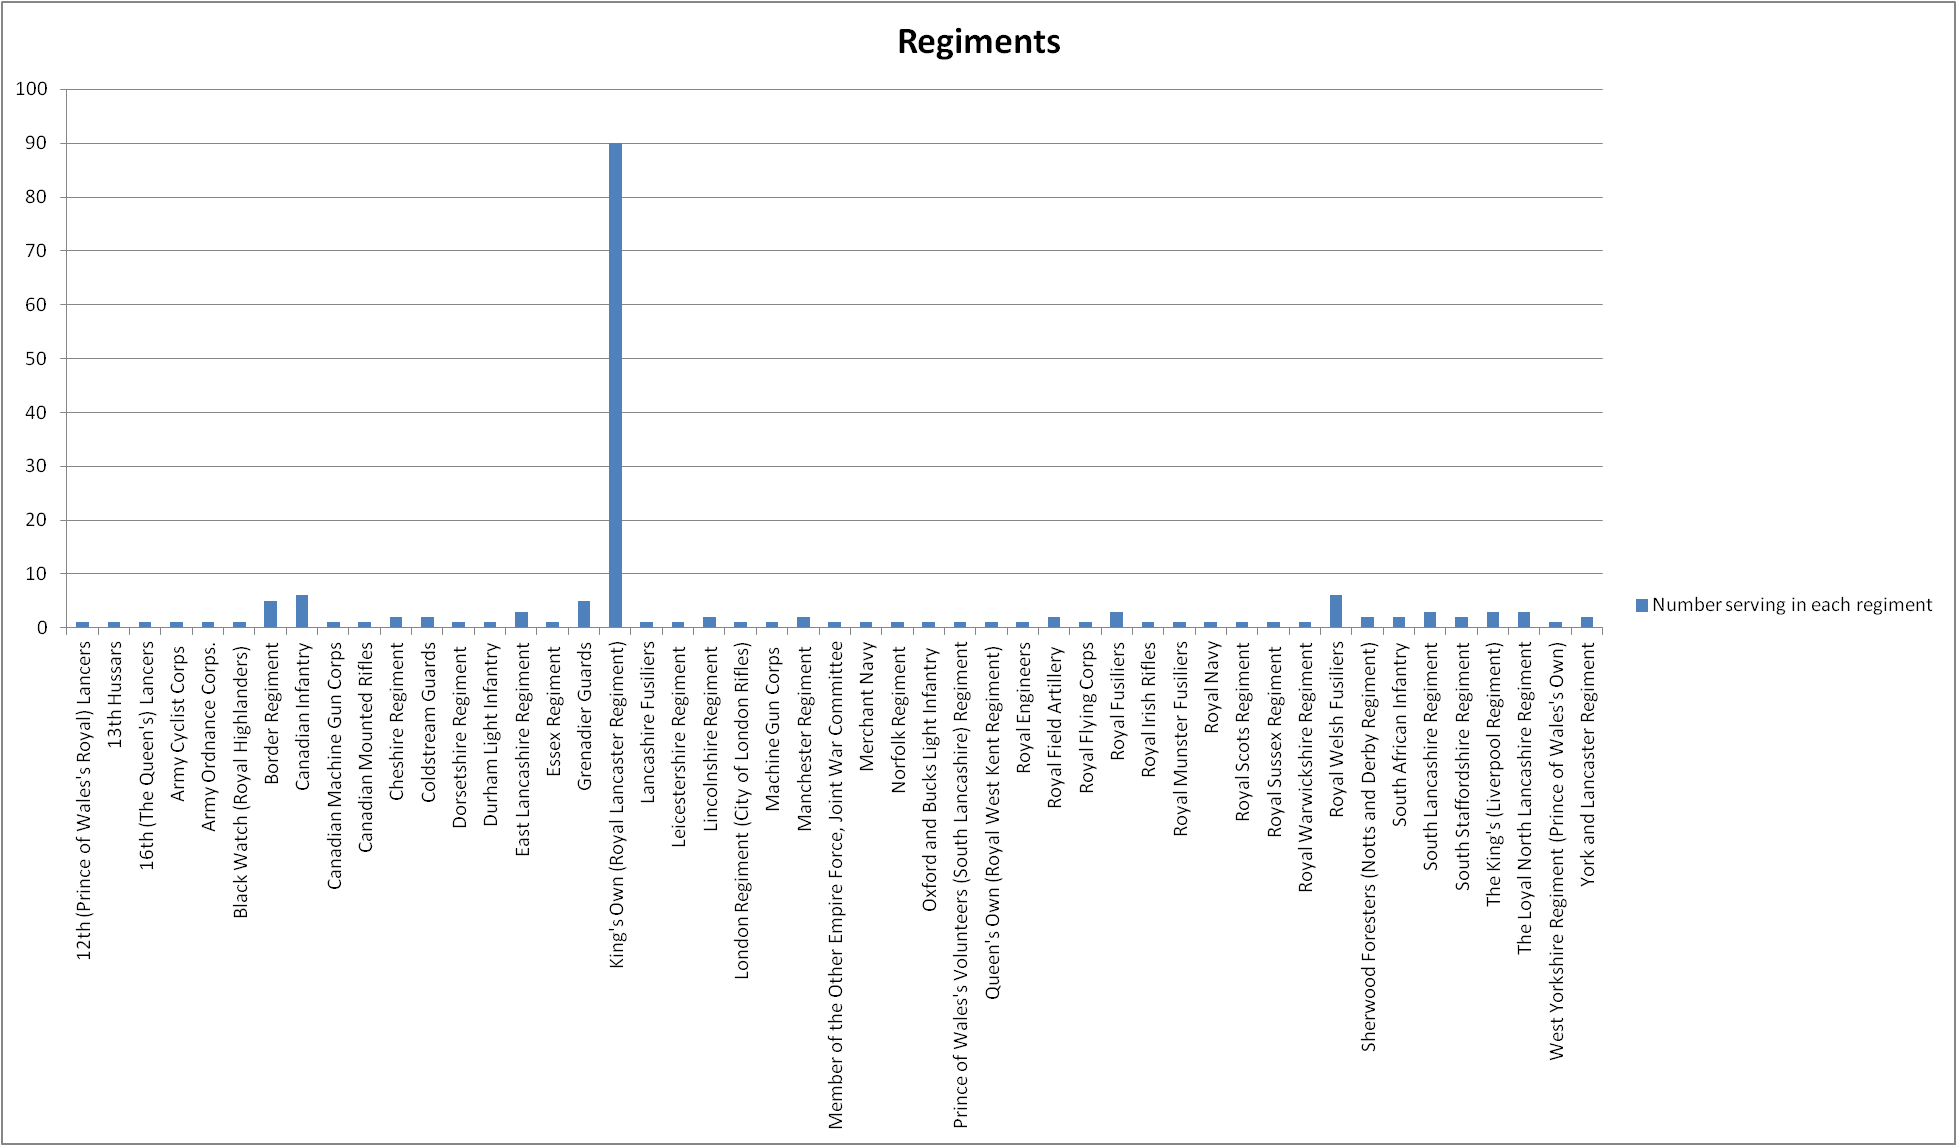 Regiments
100
90
80
70
60
50
40
30
20
10
0
12th (Prince of Wales's Royal) Lancers
13th Hussars
16th (The Queen's) Lancers
Army Cyclist Corps
Army Ordnance Corps.
Black Watch (Royal Highlanders)
Border Regiment
Canadian Infantry
Canadian Machine Gun Corps
Canadian Mounted Rifles
Cheshire Regiment
Coldstream Guards
Dorsetshire Regiment
Durham Light Infantry
East Lancashire Regiment
Essex Regiment
Grenadier Guards
King's Own (Royal Lancaster Regiment)
Lancashire Fusiliers
Leicestershire Regiment
Lincolnshire Regiment
London Regiment (City of London Rifles)
Machine Gun Corps
Manchester Regiment
Member of the Other Empire Force, Joint War Committee
Merchant Navy
Norfolk Regiment
Oxford and Bucks Light Infantry
Prince of Wales's Volunteers (South Lancashire) Regiment
Queen's Own (Royal West Kent Regiment)
Royal Engineers
Royal Field Artillery
Royal Flying Corps
Royal Fusiliers
Royal Irish Rifles
Royal Munster Fusiliers
Royal Navy
Royal Scots Regiment
Royal Sussex Regiment
Royal Warwickshire Regiment
Royal Welsh Fusiliers
Sherwood Foresters (Notts and Derby Regiment)
South African Infantry
South Lancashire Regiment
South Staffordshire Regiment
The King's (Liverpool Regiment)
The Loyal North Lancashire Regiment
West Yorkshire Regiment (Prince of Wales's Own)
York and Lancaster Regiment
Number serving in each regiment